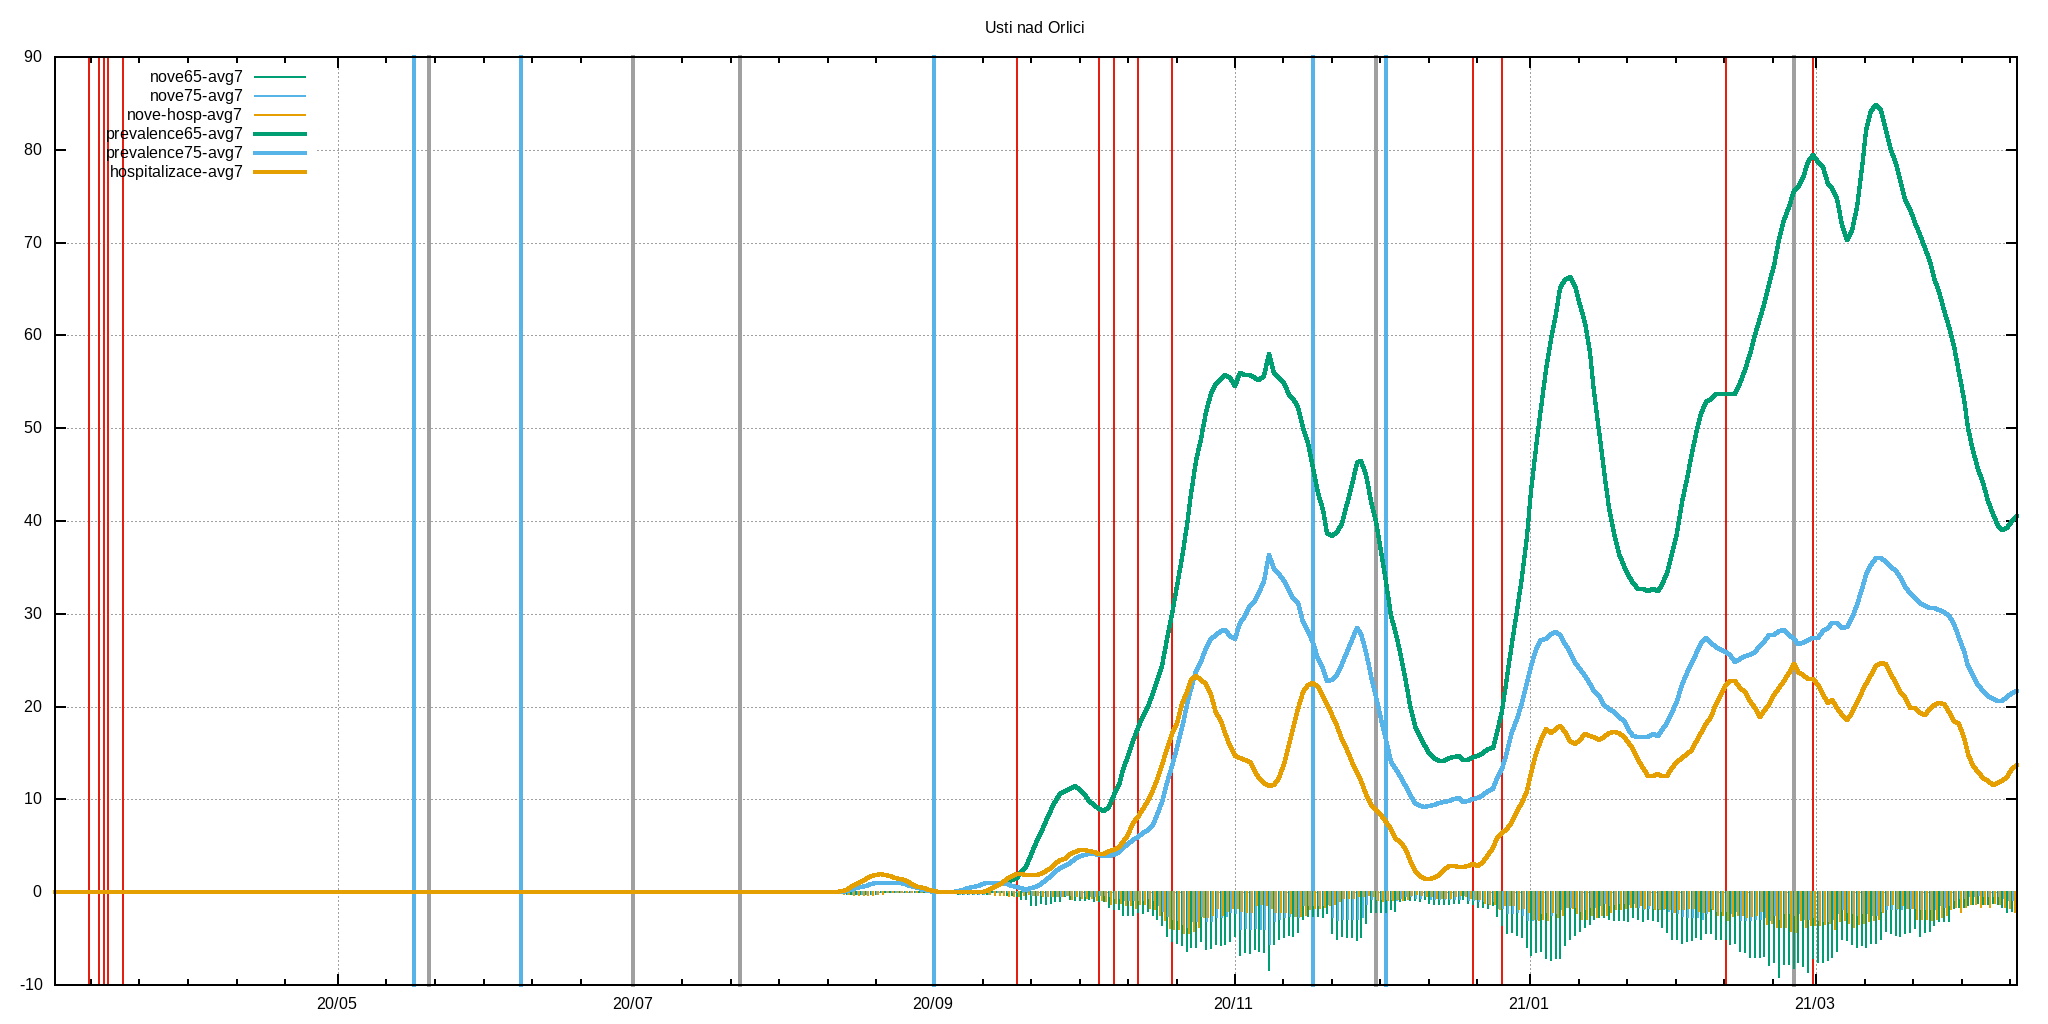 Usti nad Orlici
90
80
70
60
50
40
30
20
10
0
-10
nove65-avg7
nove75-avg7
nove-hosp-avg7
prevalence65-avg7
prevalence75-avg7
hospitalizace-avg7
20/05 20/07 20/09 20/11 21/01 21/03